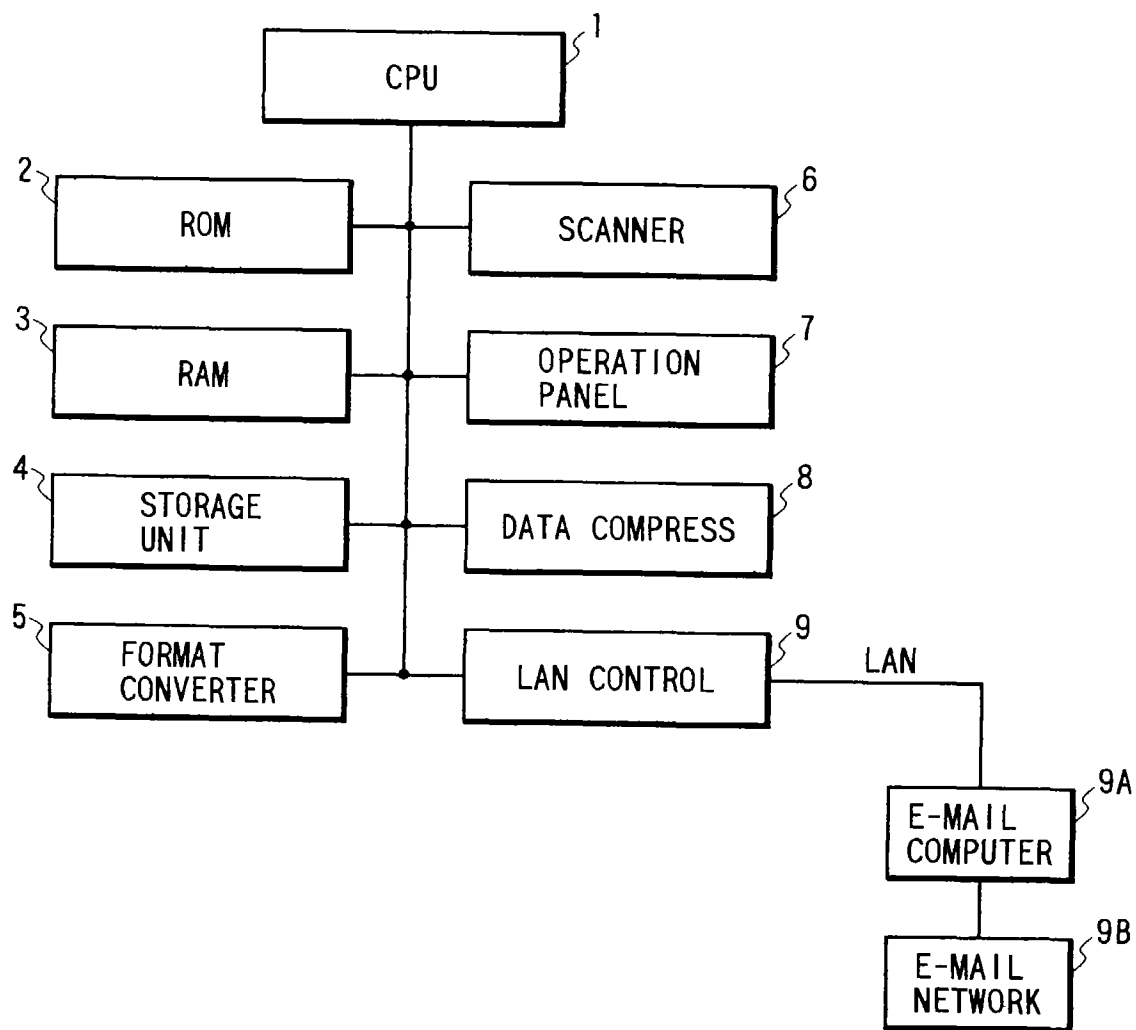 1
CPU
2
ROM
6
SCANNER
3
RAM
7
OPERATION
PANEL
4
STORAGE
UNIT
8
DATA COMPRESS
5
FORMAT
CONVERTER
9
LAN CONTROL
LAN
9A
E-MAIL
COMPUTER
9B
E-MAIL
NETWORK